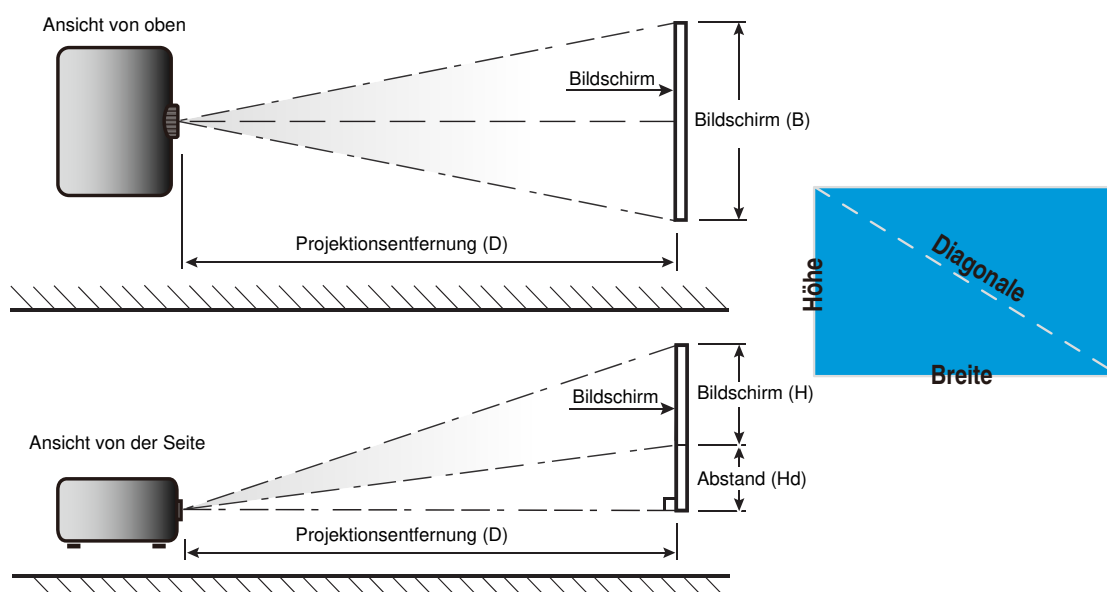 Ansicht von oben
Bildschirm
Bildschirm (B)
Projektionsentfernung (D)
Höhe
Diagonale
Breite
Ansicht von der Seite
Bildschirm
Bildschirm (H)
Abstand (Hd)
Projektionsentfernung (D)